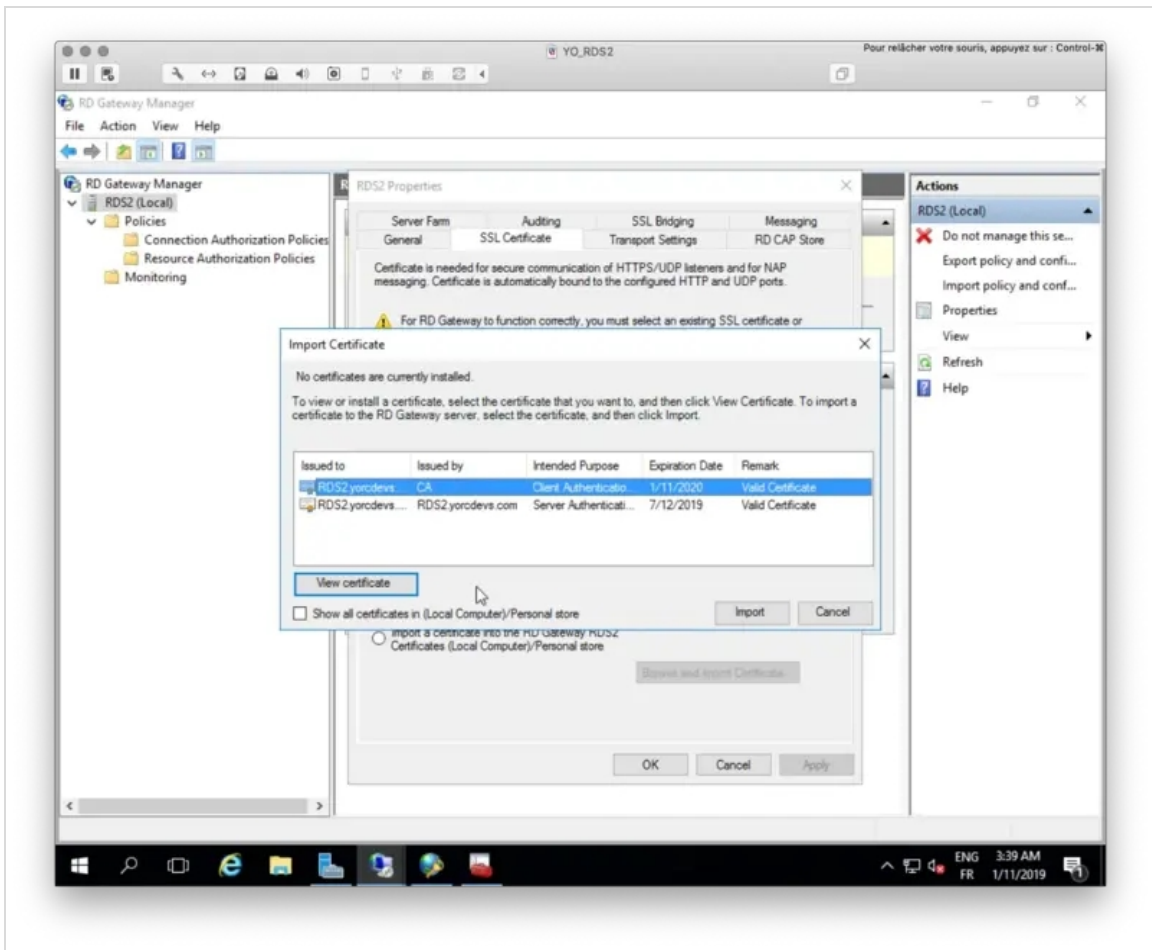 YO_RDS2
Pour relâcher votre souris, appuyez sur : Control-⌘
RD Gateway Manager
File Action View Help
RD Gateway Manager
RDS2 (Local)
Policies
Connection Authorization Policies
Resource Authorization Policies
Monitoring
RDS2 Properties
Server Farm Auditing SSL Bridging Messaging
General SSL Certificate Transport Settings RD CAP Store
Certificate is needed for secure communication of HTTPS/UDP listeners and for NAP
messaging. Certificate is automatically bound to the configured HTTP and UDP ports.
For RD Gateway to function correctly, you must select an existing SSL certificate or
Import Certificate
No certificates are currently installed.
To view or install a certificate, select the certificate that you want to, and then click View Certificate. To import a
certificate to the RD Gateway server, select the certificate, and then click Import.
Issued to Issued by Intended Purpose Expiration Date Remark
RDS2.yorcdevs... CA Client Authenticatio... 1/11/2020 Valid Certificate
RDS2.yorcdevs.... RDS2.yorcdevs.com Server Authenticati... 7/12/2019 Valid Certificate
View certificate
Show all certificates in (Local Computer)/Personal store
Import Cancel
Import a certificate into the RD Gateway RDS2
Certificates (Local Computer)/Personal store
Browse and Import Certificate...
OK Cancel Apply
Actions
RDS2 (Local)
Do not manage this se...
Export policy and confi...
Import policy and conf...
Properties
View
Refresh
Help
ENG 3:39 AM
FR 1/11/2019
1